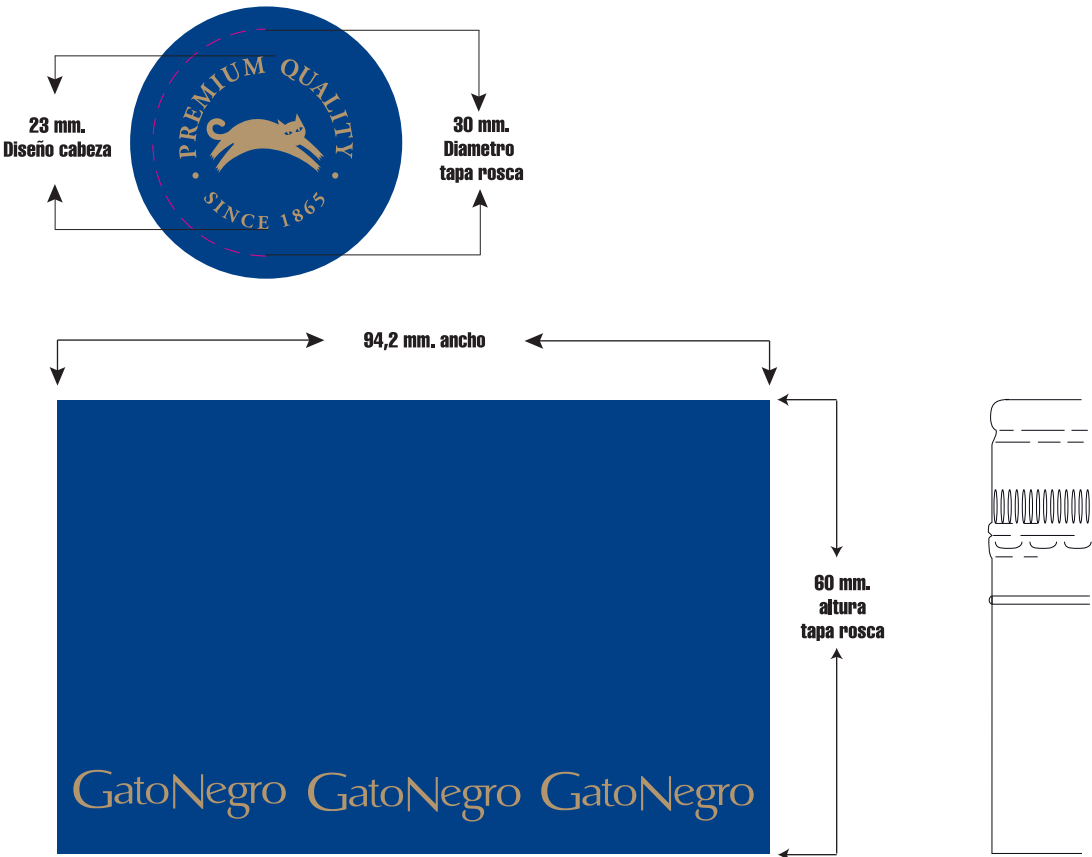 PREMIUM QUALITY
• SINCE 1865 •
23 mm.
Diseño cabeza
30 mm.
Diametro
tapa rosca
94,2 mm. ancho
60 mm.
altura
tapa rosca
GatoNegro GatoNegro GatoNegro